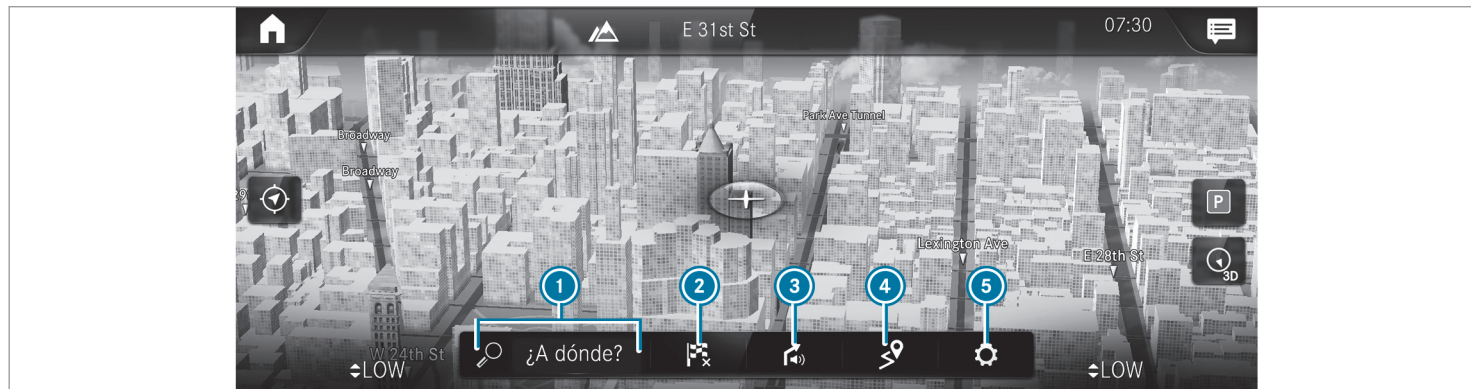 E 31st St
07:30
Park Ave Tunnel
Broadway
Broadway
P
Lexington Ave
E 28th St
3D
1
2
3
4
5
W 24th St
¿A dónde?
LOW
LOW